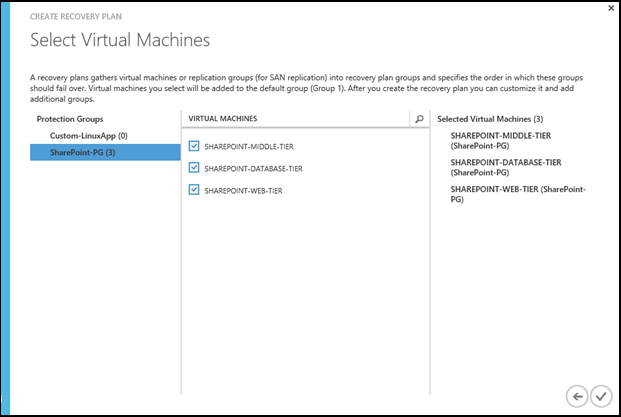 CREATE RECOVERY PLAN
Select Virtual Machines
A recovery plans gathers virtual machines or replication groups (for SAN replication) into recovery plan groups and specifies the order in which these groups
should fail over. Virtual machines you select will be added to the default group (Group 1). After you create the recovery plan you can customize it and add
additional groups.
Protection Groups
Custom-LinuxApp (0)
SharePoint-PG (3)
VIRTUAL MACHINES
SHAREPOINT-MIDDLE-TIER
SHAREPOINT-DATABASE-TIER
SHAREPOINT-WEB-TIER
Selected Virtual Machines (3)
SHAREPOINT-MIDDLE-TIER
(SharePoint-PG)
SHAREPOINT-DATABASE-TIER
(SharePoint-PG)
SHAREPOINT-WEB-TIER (SharePoint-
PG)